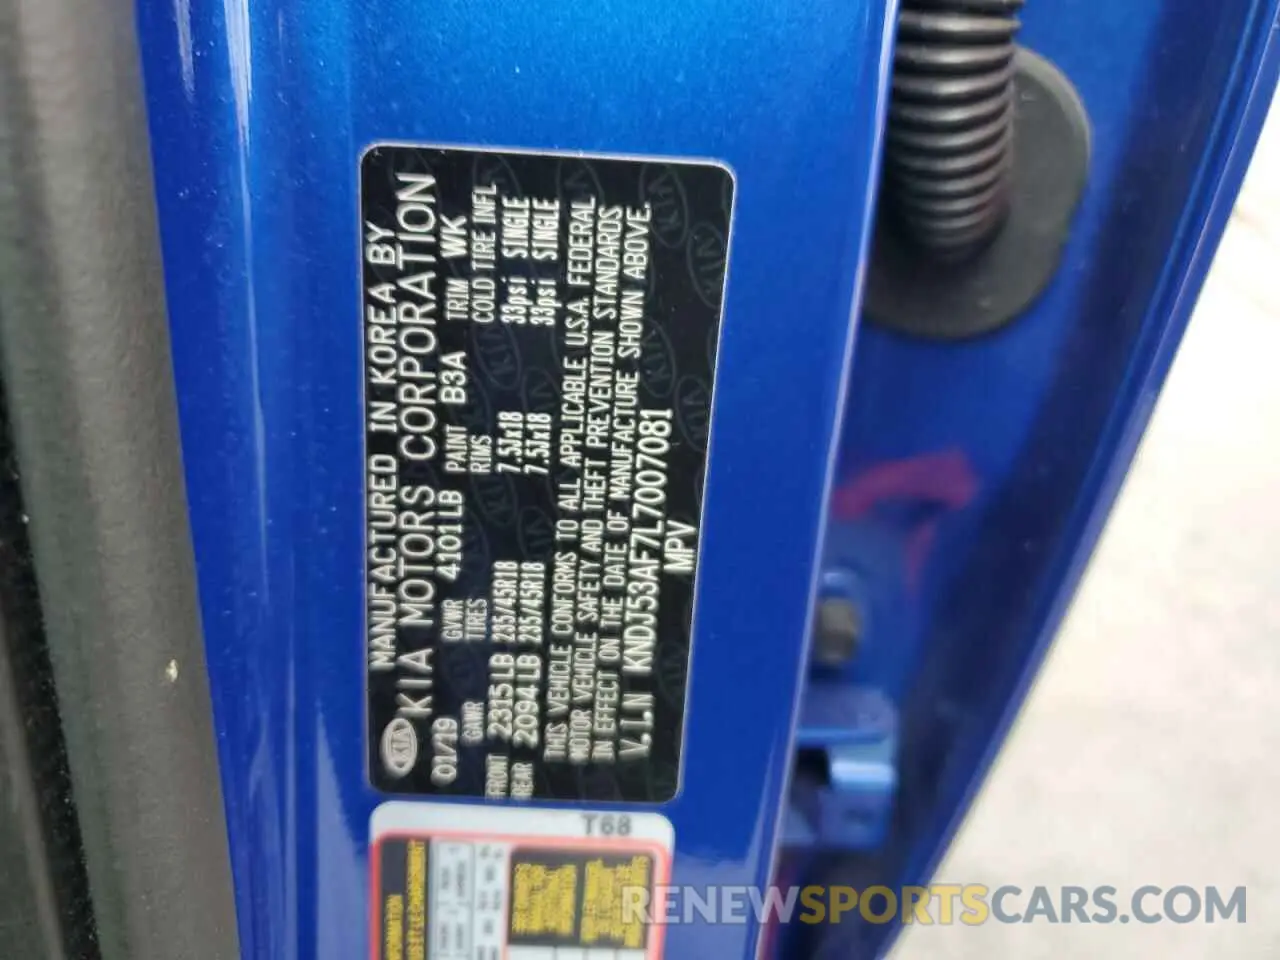 MANUFACTURED IN KOREA BY
KIA KIA MOTORS CORPORATION
01/19 GVWR 4101LB PAINT B3A TRIM WK
GAWR TIRES RIMS COLD TIRE INFL
FRONT 2315LB 235/45R18 7.5Jx18 33psi SINGLE
REAR 2094LB 235/45R18 7.5Jx18 33psi SINGLE
THIS VEHICLE CONFORMS TO ALL APPLICABLE U.S.A. FEDERAL
MOTOR VEHICLE SAFETY AND THEFT PREVENTION STANDARDS
IN EFFECT ON THE DATE OF MANUFACTURE SHOWN ABOVE.
V.I.N KNDJ53AF7L7007081
MPV
T68
RENEWSPORTSCARS.COM